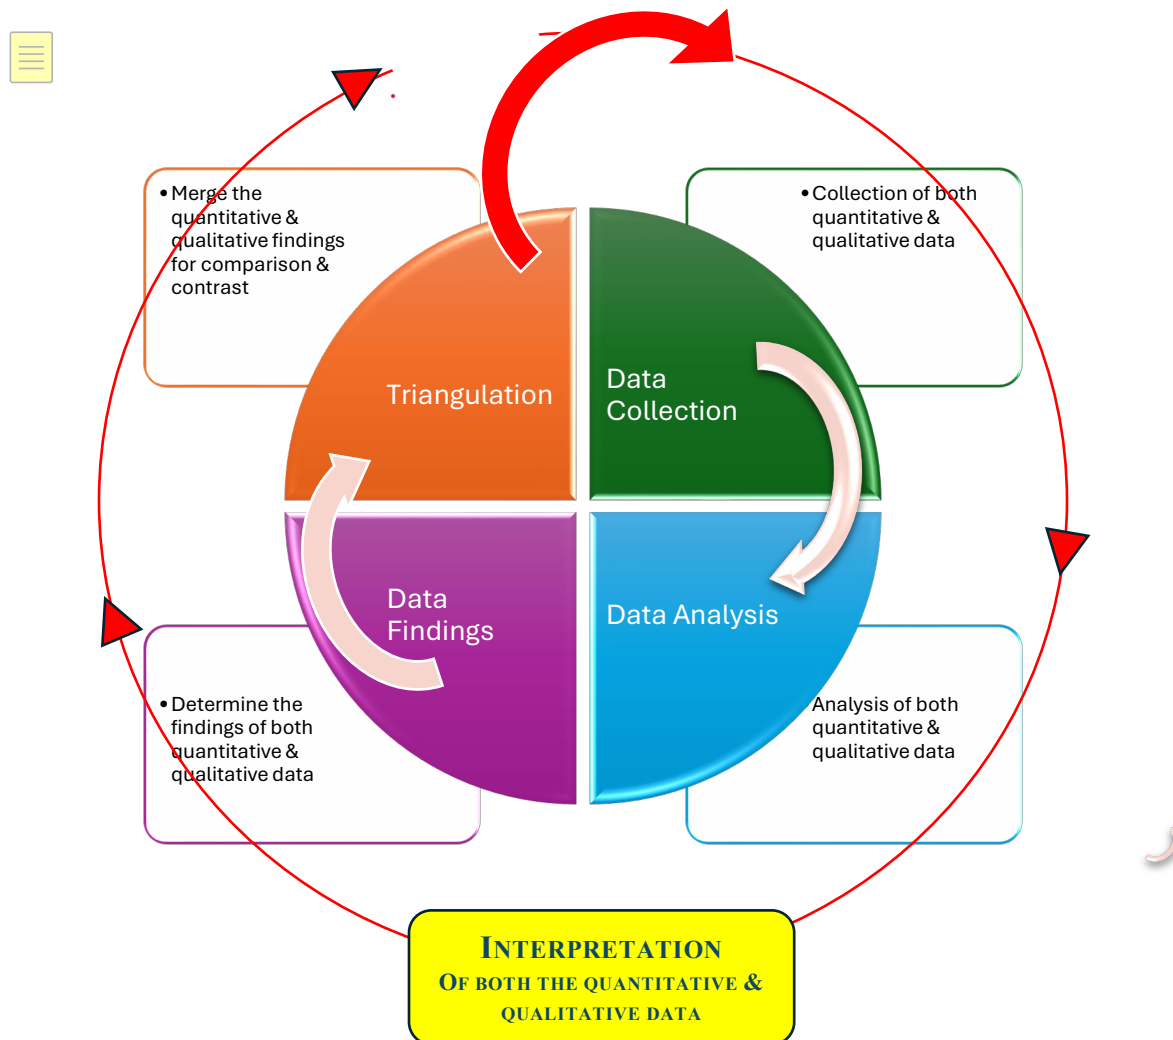 •Merge the
quantitative &
qualitative findings
for comparison &
contrast
•Collection of both
quantitative &
qualitative data
Triangulation
Data
Collection
Data
Findings
Data Analysis
•Determine the
findings of both
quantitative &
qualitative data
Analysis of both
quantitative &
qualitative data
INTERPRETATION
OF BOTH THE QUANTITATIVE &
QUALITATIVE DATA